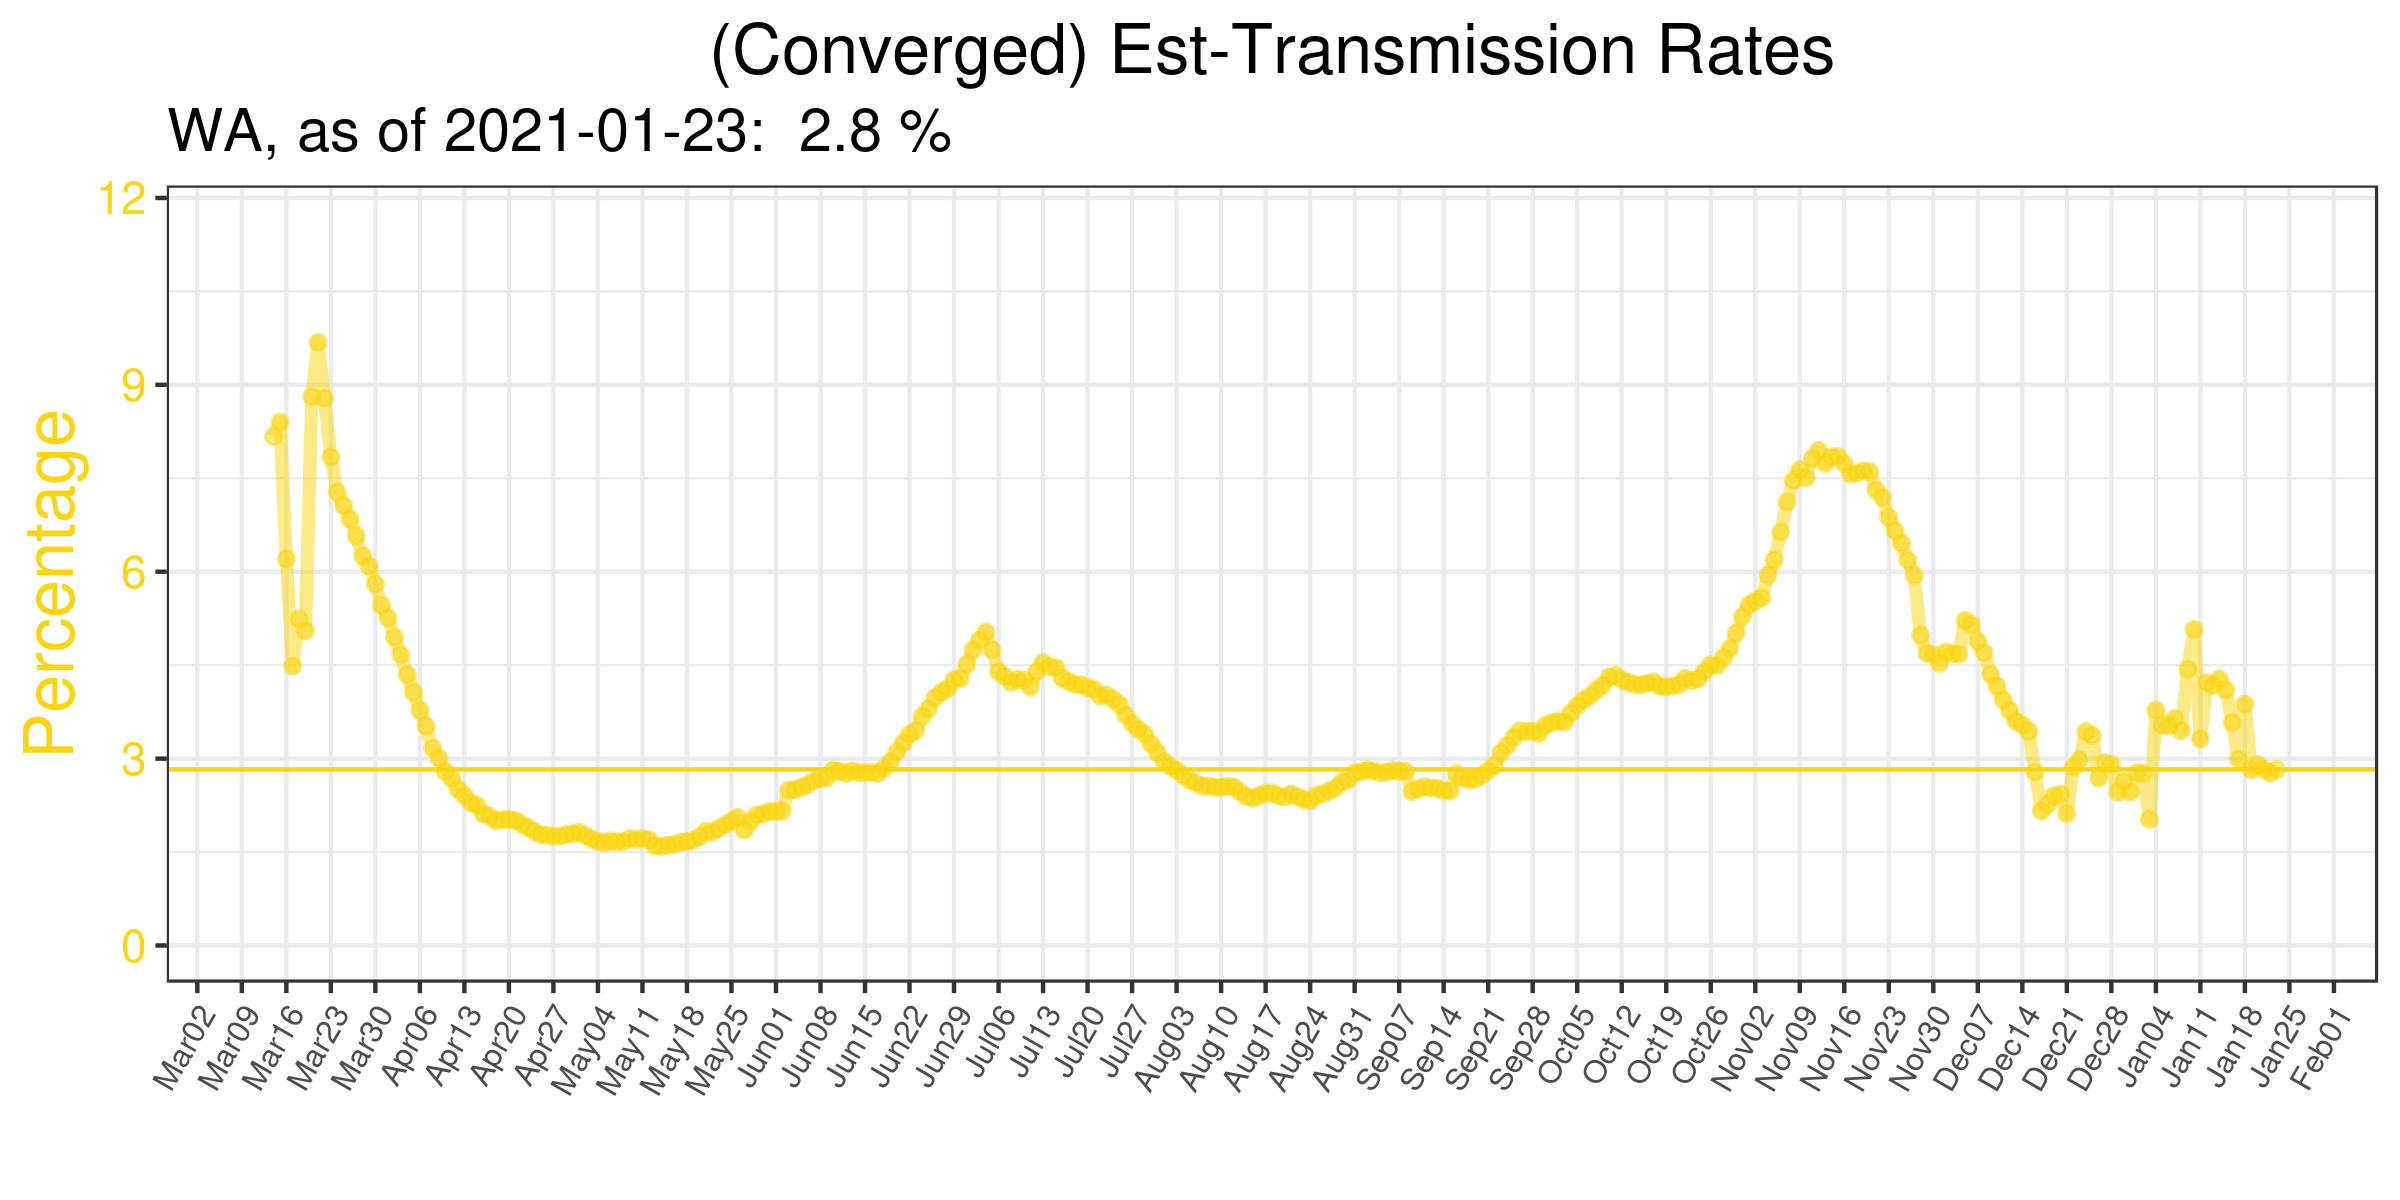 (Converged) Est-Transmission Rates
WA, as of 2021-01-23:  2.8 %
Percentage
12
9
6
3
0
Mar02
Mar09
Mar16
Mar23
Mar30
Apr06
Apr13
Apr20
Apr27
May04
May11
May18
May25
Jun01
Jun08
Jun15
Jun22
Jun29
Jul06
Jul13
Jul20
Jul27
Aug03
Aug10
Aug17
Aug24
Aug31
Sep07
Sep14
Sep21
Sep28
Oct05
Oct12
Oct19
Oct26
Nov02
Nov09
Nov16
Nov23
Nov30
Dec07
Dec14
Dec21
Dec28
Jan04
Jan11
Jan18
Jan25
Feb01